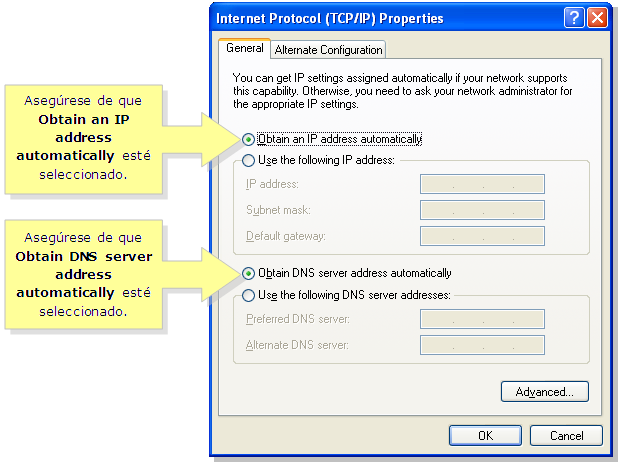 Internet Protocol (TCP/IP) Properties
General
Alternate Configuration
You can get IP settings assigned automatically if your network supports
this capability. Otherwise, you need to ask your network administrator for
the appropriate IP settings.
Asegúrese de que
Obtain an IP
address
automatically esté
seleccionado.
Obtain an IP address automatically
Use the following IP address:
IP address:
Subnet mask:
Default gateway:
Asegúrese de que
Obtain DNS server
address
automatically esté
seleccionado.
Obtain DNS server address automatically
Use the following DNS server addresses:
Preferred DNS server:
Alternate DNS server:
Advanced...
OK
Cancel